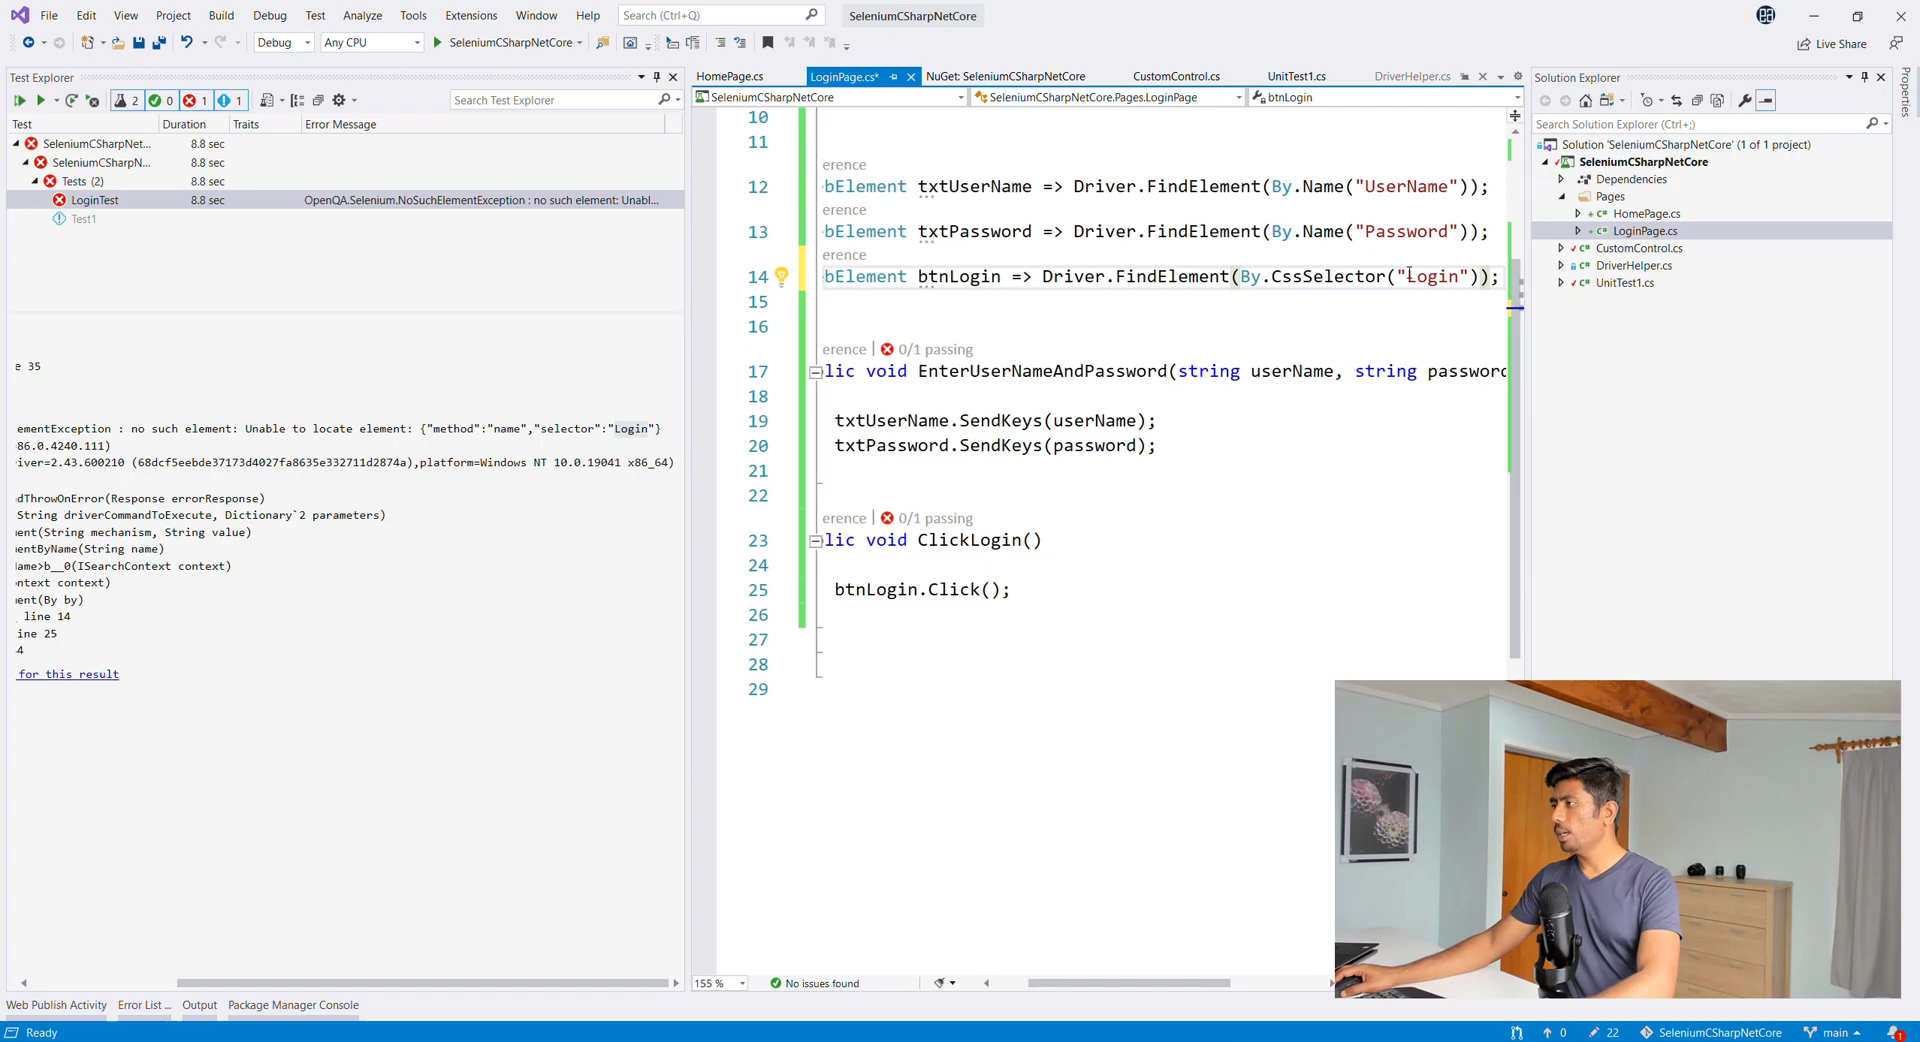 File Edit View Project Build Debug Test Analyze Tools Extensions Window Help Search (Ctrl+Q) SeleniumCSharpNetCore
Debug Any CPU SeleniumCSharpNetCore Live Share
Test Explorer
2 0 1 1 Search Test Explorer
Test Duration Traits Error Message
SeleniumCSharpNet... 8.8 sec
SeleniumCSharpN... 8.8 sec
Tests (2) 8.8 sec
LoginTest 8.8 sec OpenQA.Selenium.NoSuchElementException : no such element: Unabl...
Test1
e 35
ementException : no such element: Unable to locate element: {"method":"name","selector":"Login"}
86.0.4240.111)
iver=2.43.600210 (68dcf5eebde37173d4027fa8635e332711d2874a),platform=Windows NT 10.0.19041 x86_64)
dThrowOnError(Response errorResponse)
String driverCommandToExecute, Dictionary`2 parameters)
ent(String mechanism, String value)
entByName(String name)
ame>b__0(ISearchContext context)
ntext context)
ent(By by)
line 14
ine 25
4
for this result
HomePage.cs LoginPage.cs* NuGet: SeleniumCSharpNetCore CustomControl.cs UnitTest1.cs DriverHelper.cs
SeleniumCSharpNetCore SeleniumCSharpNetCore.Pages.LoginPage btnLogin
10
11
erence
12 bElement txtUserName => Driver.FindElement(By.Name("UserName"));
erence
13 bElement txtPassword => Driver.FindElement(By.Name("Password"));
erence
14 bElement btnLogin => Driver.FindElement(By.CssSelector("Login"));
15
16
erence | 0/1 passing
17 lic void EnterUserNameAndPassword(string userName, string password
18
19 txtUserName.SendKeys(userName);
20 txtPassword.SendKeys(password);
21
22
erence | 0/1 passing
23 lic void ClickLogin()
24
25 btnLogin.Click();
26
27
28
29
155 % No issues found
Solution Explorer
Search Solution Explorer (Ctrl+;)
Solution 'SeleniumCSharpNetCore' (1 of 1 project)
SeleniumCSharpNetCore
Dependencies
Pages
HomePage.cs
LoginPage.cs
CustomControl.cs
DriverHelper.cs
UnitTest1.cs
Properties
Web Publish Activity Error List ... Output Package Manager Console
Ready 0 22 SeleniumCSharpNetCore main 1